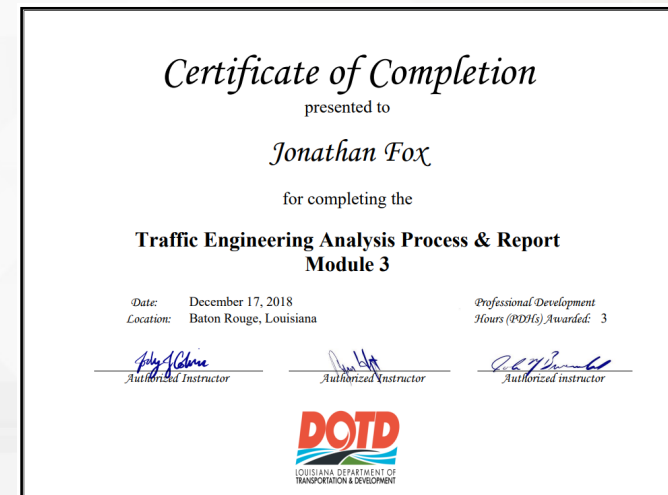 Certificate of Completion
presented to
Jonathan Fox
for completing the
Traffic Engineering Analysis Process & Report
Module 3
Date: December 17, 2018
Location: Baton Rouge, Louisiana
Professional Development
Hours (PDHs) Awarded: 3
Authorized Instructor
Authorized Instructor
Authorized instructor
DOTD
LOUISIANA DEPARTMENT OF
TRANSPORTATION & DEVELOPMENT